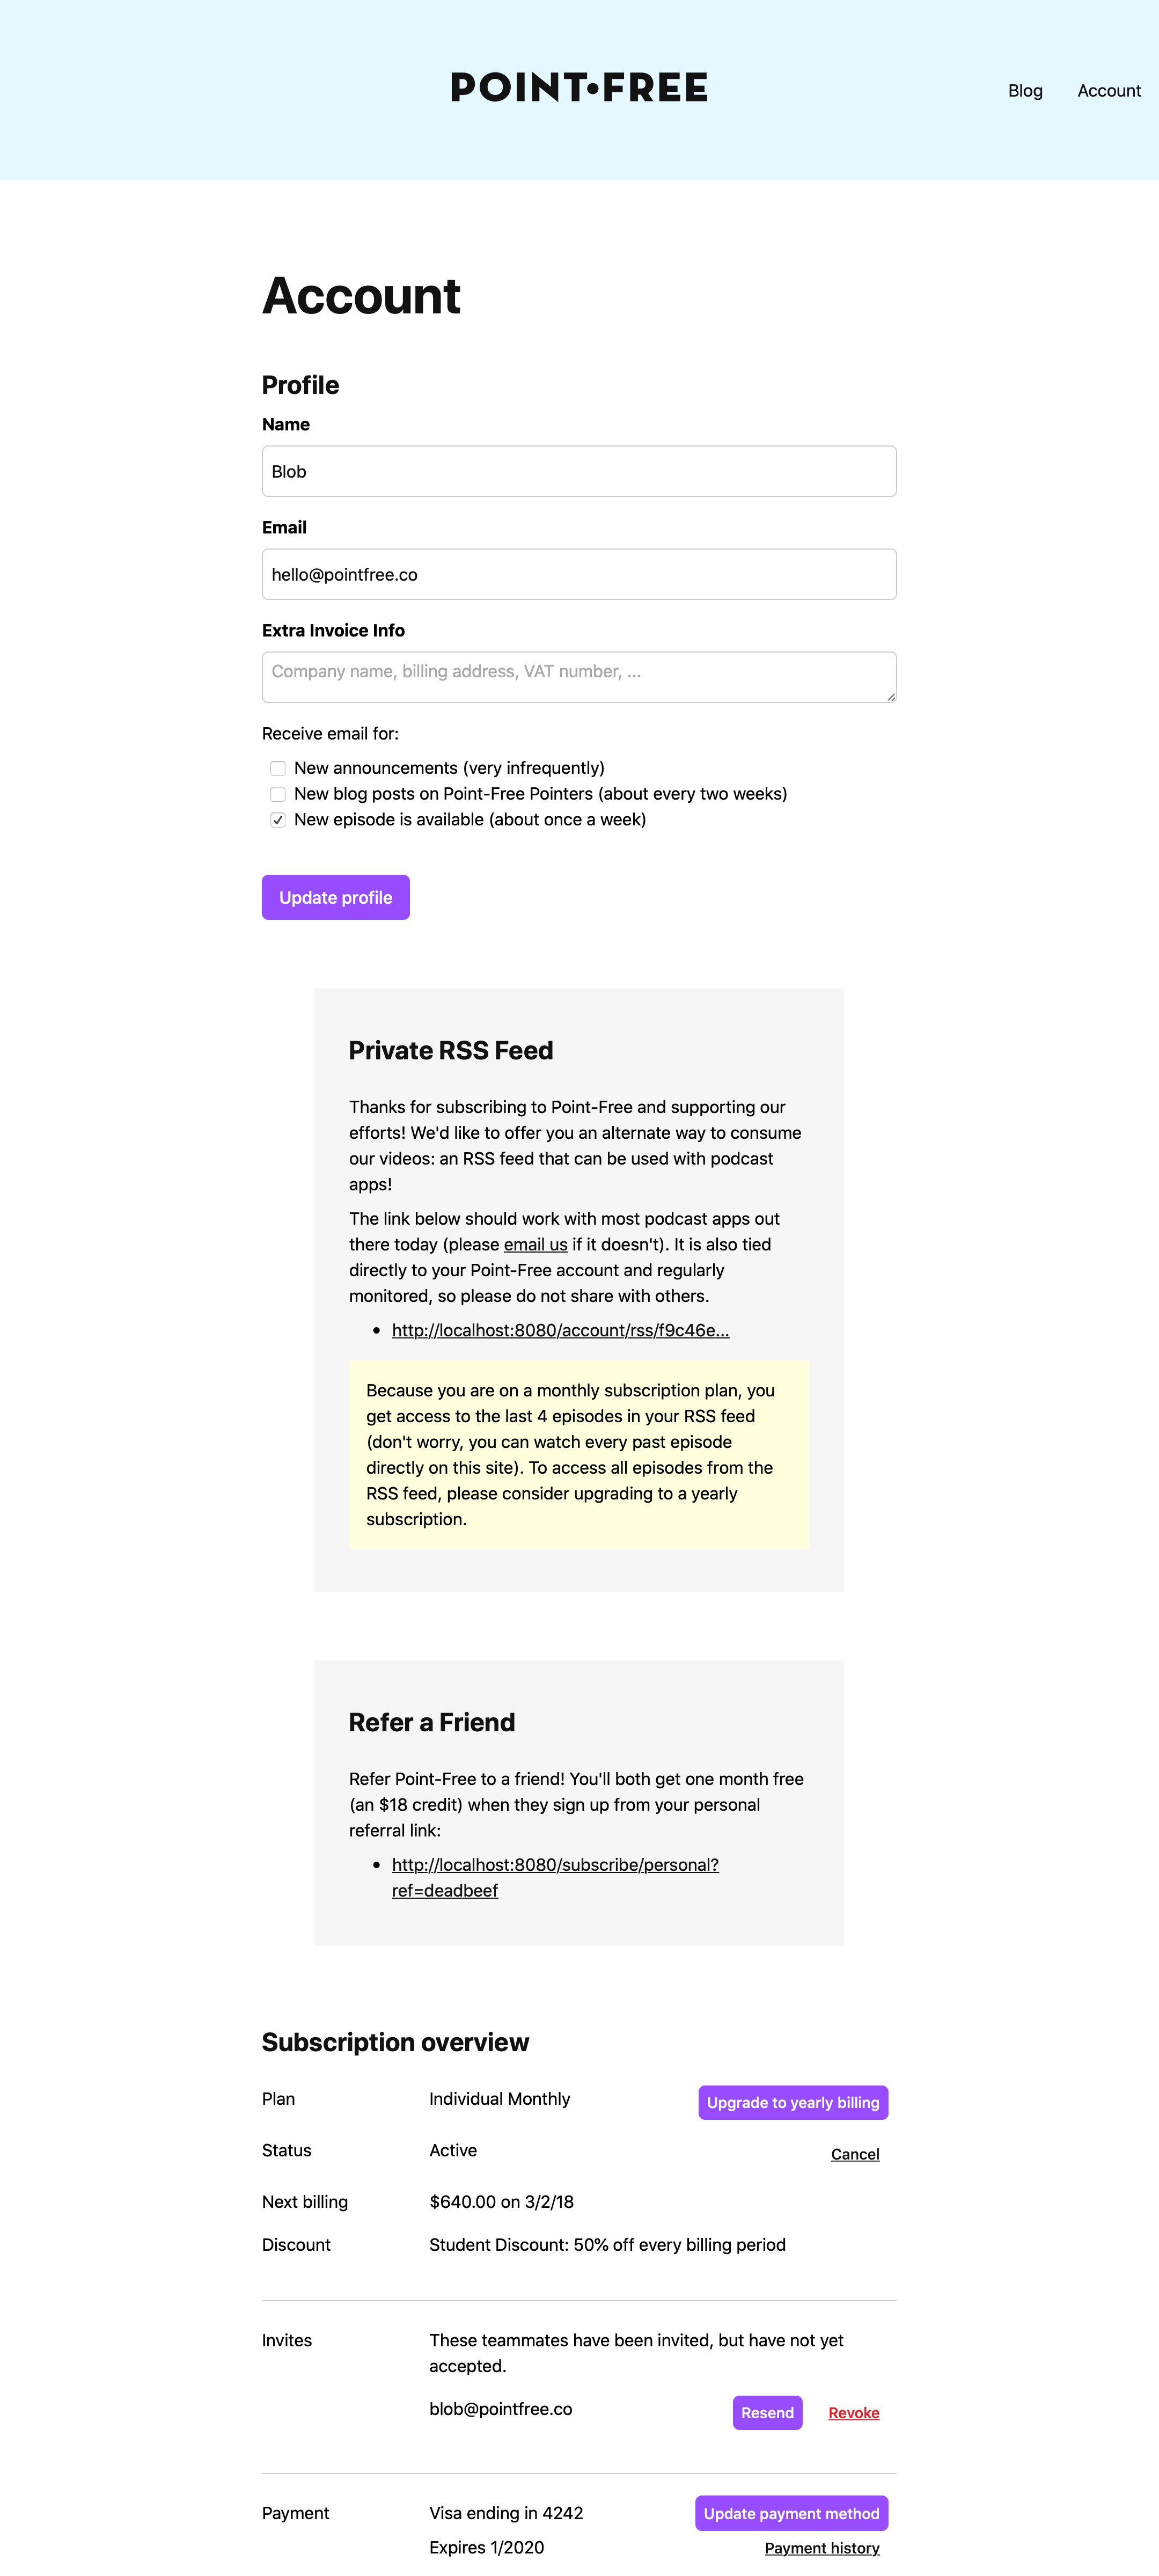 POINT•FREE
Blog
Account
Account
Profile
Name
Blob
Email
hello@pointfree.co
Extra Invoice Info
Company name, billing address, VAT number, ...
Receive email for:
New announcements (very infrequently)
New blog posts on Point-Free Pointers (about every two weeks)
New episode is available (about once a week)
Update profile
Private RSS Feed
Thanks for subscribing to Point-Free and supporting our
efforts! We'd like to offer you an alternate way to consume
our videos: an RSS feed that can be used with podcast
apps!
The link below should work with most podcast apps out
there today (please email us if it doesn't). It is also tied
directly to your Point-Free account and regularly
monitored, so please do not share with others.
• http://localhost:8080/account/rss/f9c46e...
Because you are on a monthly subscription plan, you
get access to the last 4 episodes in your RSS feed
(don't worry, you can watch every past episode
directly on this site). To access all episodes from the
RSS feed, please consider upgrading to a yearly
subscription.
Refer a Friend
Refer Point-Free to a friend! You'll both get one month free
(an $18 credit) when they sign up from your personal
referral link:
• http://localhost:8080/subscribe/personal?
ref=deadbeef
Subscription overview
Plan
Individual Monthly
Upgrade to yearly billing
Status
Active
Cancel
Next billing
$640.00 on 3/2/18
Discount
Student Discount: 50% off every billing period
Invites
These teammates have been invited, but have not yet
accepted.
blob@pointfree.co
Resend
Revoke
Payment
Visa ending in 4242
Update payment method
Expires 1/2020
Payment history